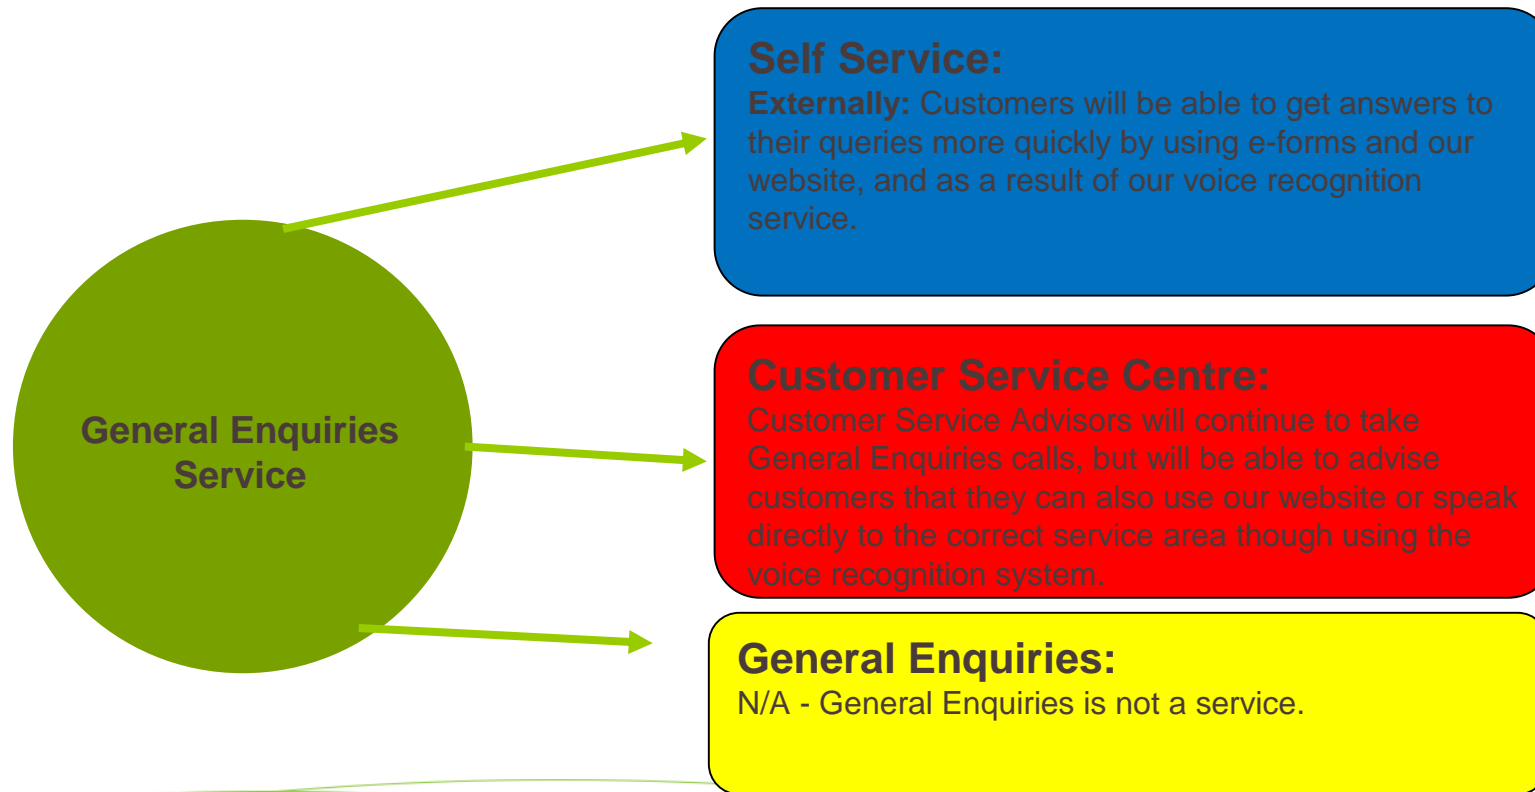 Self Service:
Externally: Customers will be able to get answers to
their queries more quickly by using e-forms and our
website, and as a result of our voice recognition
service.
General Enquiries
Service
Customer Service Centre:
Customer Service Advisors will continue to take
General Enquiries calls, but will be able to advise
customers that they can also use our website or speak
directly to the correct service area though using the
voice recognition system.
General Enquiries:
N/A - General Enquiries is not a service.